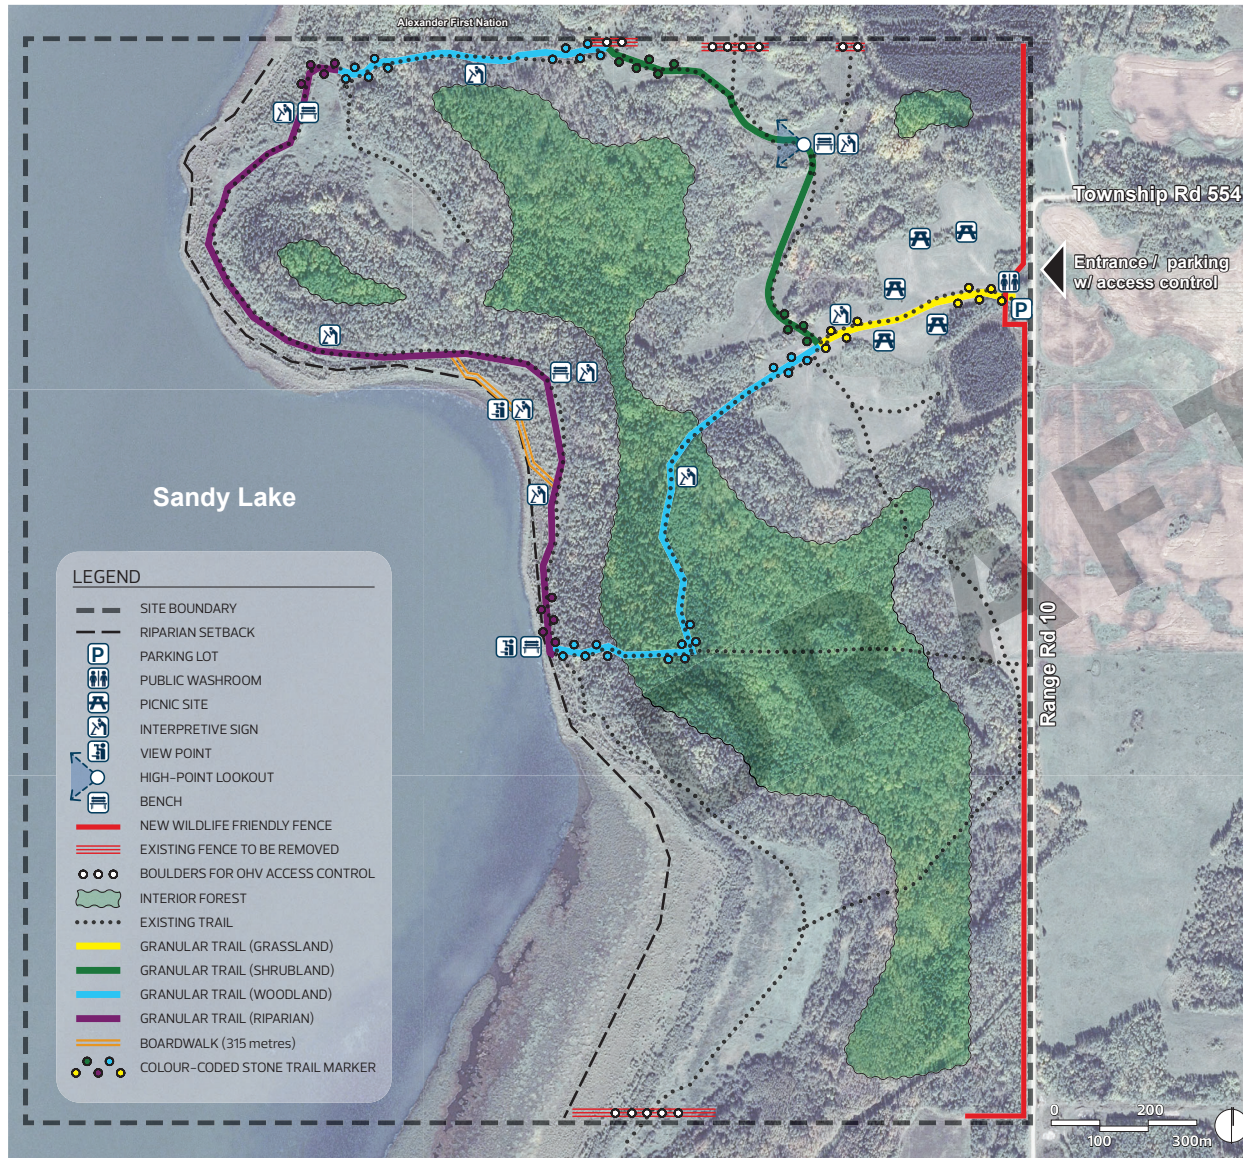 Alexander First Nation
Township Rd 554
Entrance / parking
w/ access control
P
Sandy Lake
Range Rd 10
DRAFT
LEGEND
SITE BOUNDARY
RIPARIAN SETBACK
P PARKING LOT
PUBLIC WASHROOM
PICNIC SITE
INTERPRETIVE SIGN
VIEW POINT
HIGH-POINT LOOKOUT
BENCH
NEW WILDLIFE FRIENDLY FENCE
EXISTING FENCE TO BE REMOVED
BOULDERS FOR OHV ACCESS CONTROL
INTERIOR FOREST
EXISTING TRAIL
GRANULAR TRAIL (GRASSLAND)
GRANULAR TRAIL (SHRUBLAND)
GRANULAR TRAIL (WOODLAND)
GRANULAR TRAIL (RIPARIAN)
BOARDWALK (315 metres)
COLOUR-CODED STONE TRAIL MARKER
0 200
100 300m